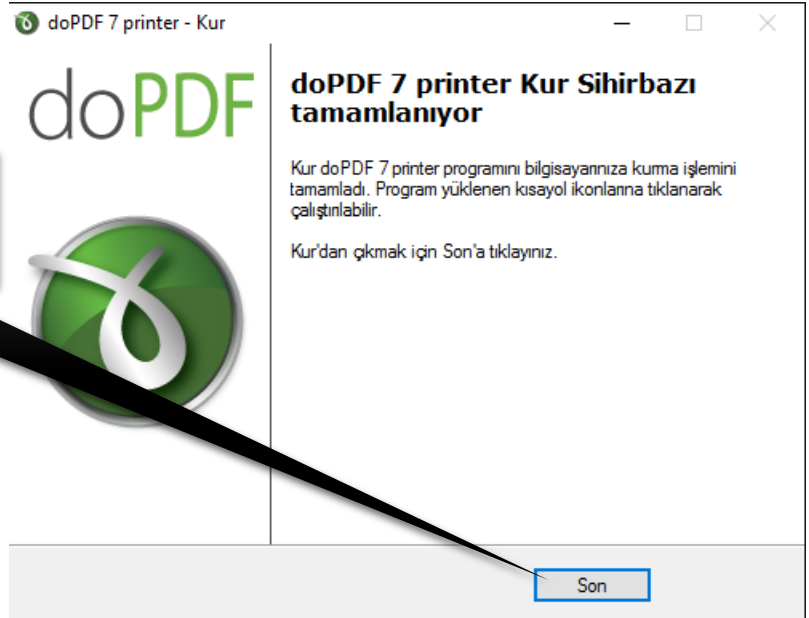 doPDF 7 printer - Kur
doPDF
doPDF 7 printer Kur Sihirbazı
tamamlanıyor
Kur doPDF 7 printer programını bilgisayarınıza kurma işlemini
tamamladı. Program yüklenen kısayol ikonlarına tıklanarak
çalıştırılabilir.
Kur'dan çıkmak için Son'a tıklayınız.
Son